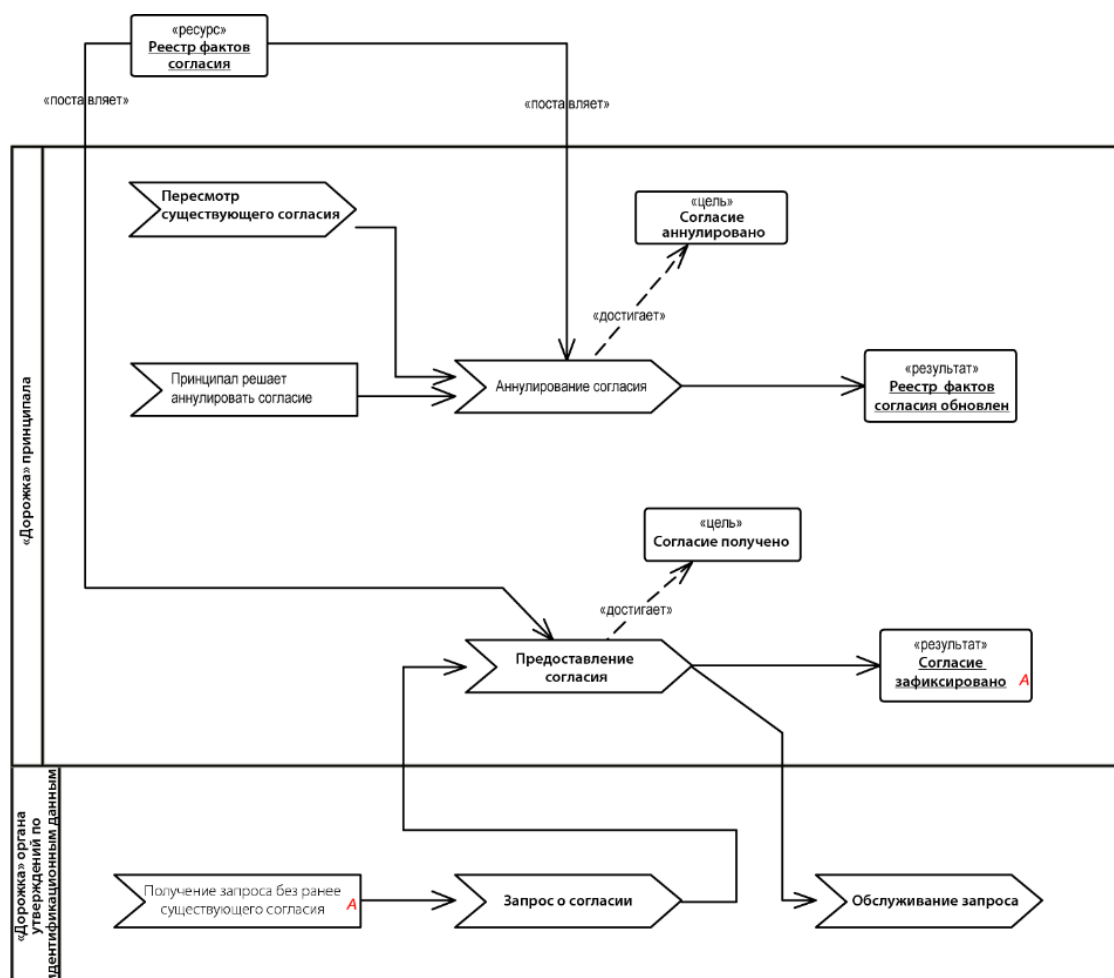 «ресурс»
Реестр фактов
согласия
«поставляет»
«поставляет»
«Дорожка» принципала
Пересмотр
существующего согласия
«цель»
Согласие
аннулировано
«достигает»
Принципал решает
аннулировать согласие
Аннулирование согласия
«результат»
Реестр фактов
согласия обновлен
«цель»
Согласие получено
«достигает»
Предоставление
согласия
«результат»
Согласие
зафиксировано A
«Дорожка» органа
утверждений по
идентификационным данным
Получение запроса без ранее
существующего согласия A
Запрос о согласии
Обслуживание запроса